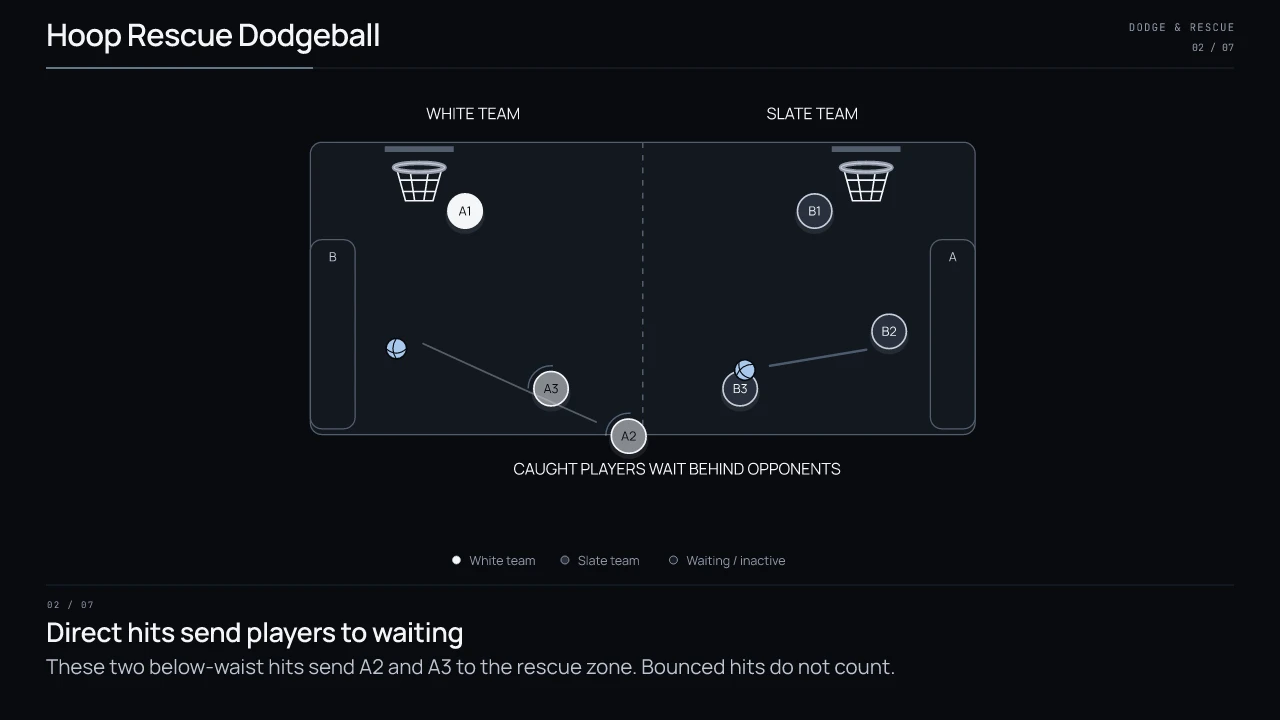 Hoop Rescue Dodgeball
DODGE & RESCUE
02 / 07
WHITE TEAM
SLATE TEAM
A1
B1
B
A
B2
A3
B3
A2
CAUGHT PLAYERS WAIT BEHIND OPPONENTS
White team
Slate team
Waiting / inactive
02 / 07
Direct hits send players to waiting
These two below-waist hits send A2 and A3 to the rescue zone. Bounced hits do not count.